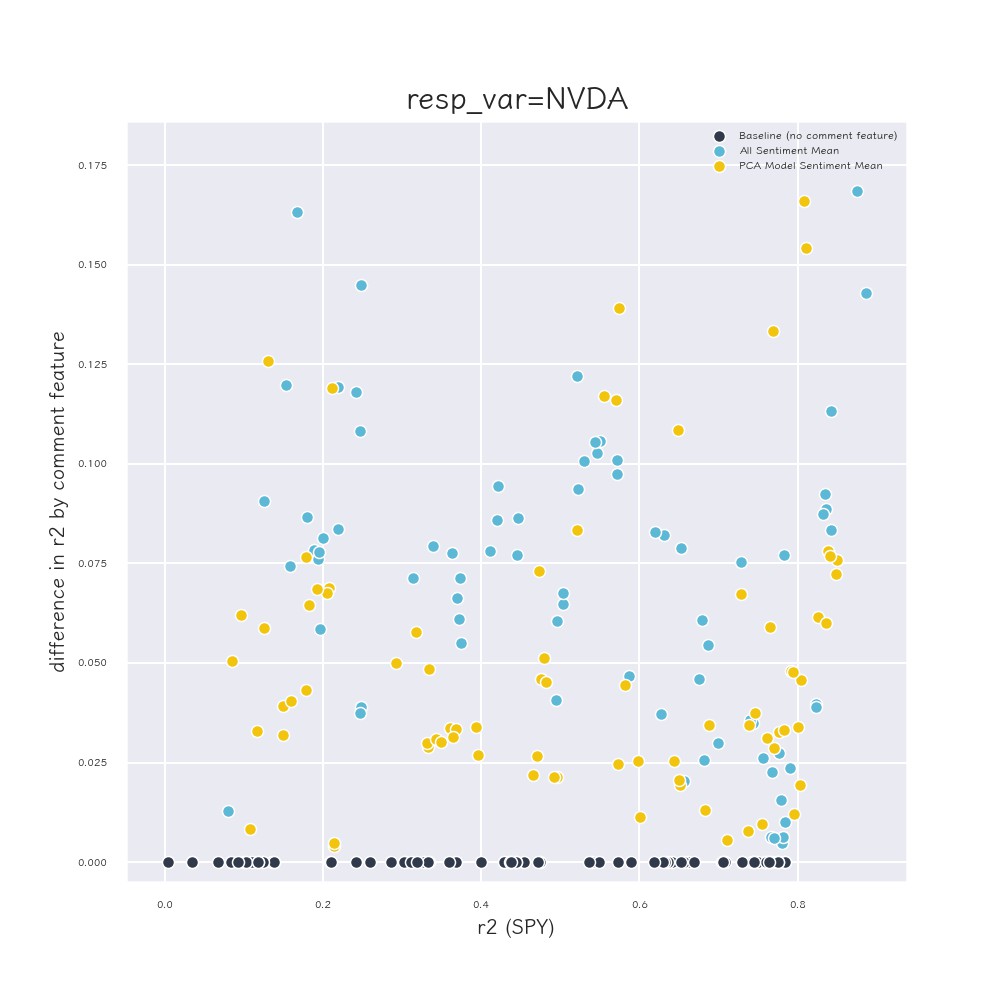 resp_var=NVDA
Baseline (no comment feature)
All Sentiment Mean
PCA Model Sentiment Mean
difference in r2 by comment feature
0.175
0.150
0.125
0.100
0.075
0.050
0.025
0.000
0.0 0.2 0.4 0.6 0.8
r2 (SPY)